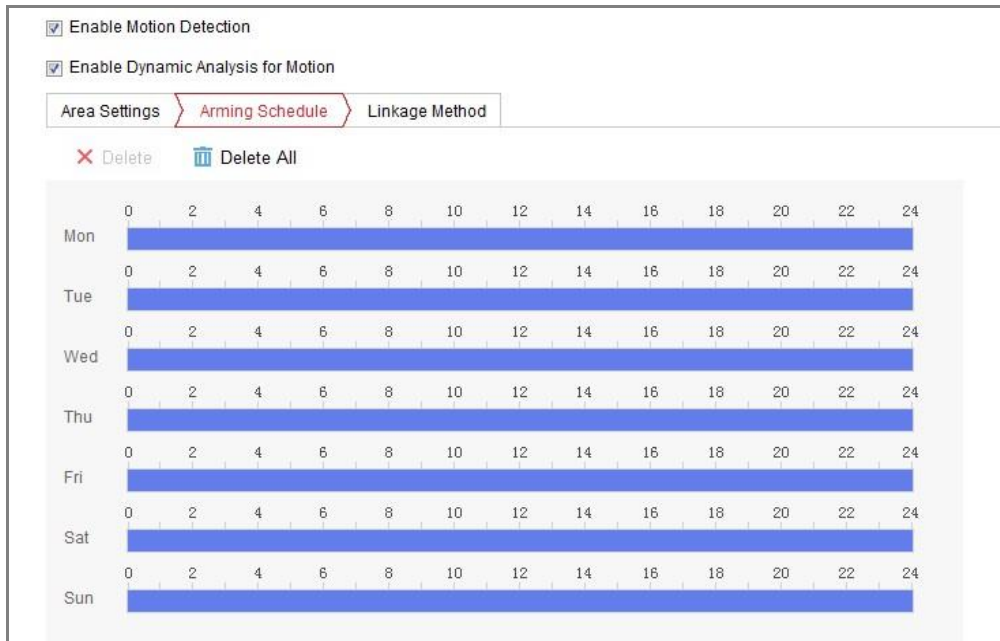 Enable Motion Detection
Enable Dynamic Analysis for Motion
Area Settings Arming Schedule Linkage Method
Delete Delete All
0 2 4 6 8 10 12 14 16 18 20 22 24
Mon
0 2 4 6 8 10 12 14 16 18 20 22 24
Tue
0 2 4 6 8 10 12 14 16 18 20 22 24
Wed
0 2 4 6 8 10 12 14 16 18 20 22 24
Thu
0 2 4 6 8 10 12 14 16 18 20 22 24
Fri
0 2 4 6 8 10 12 14 16 18 20 22 24
Sat
0 2 4 6 8 10 12 14 16 18 20 22 24
Sun